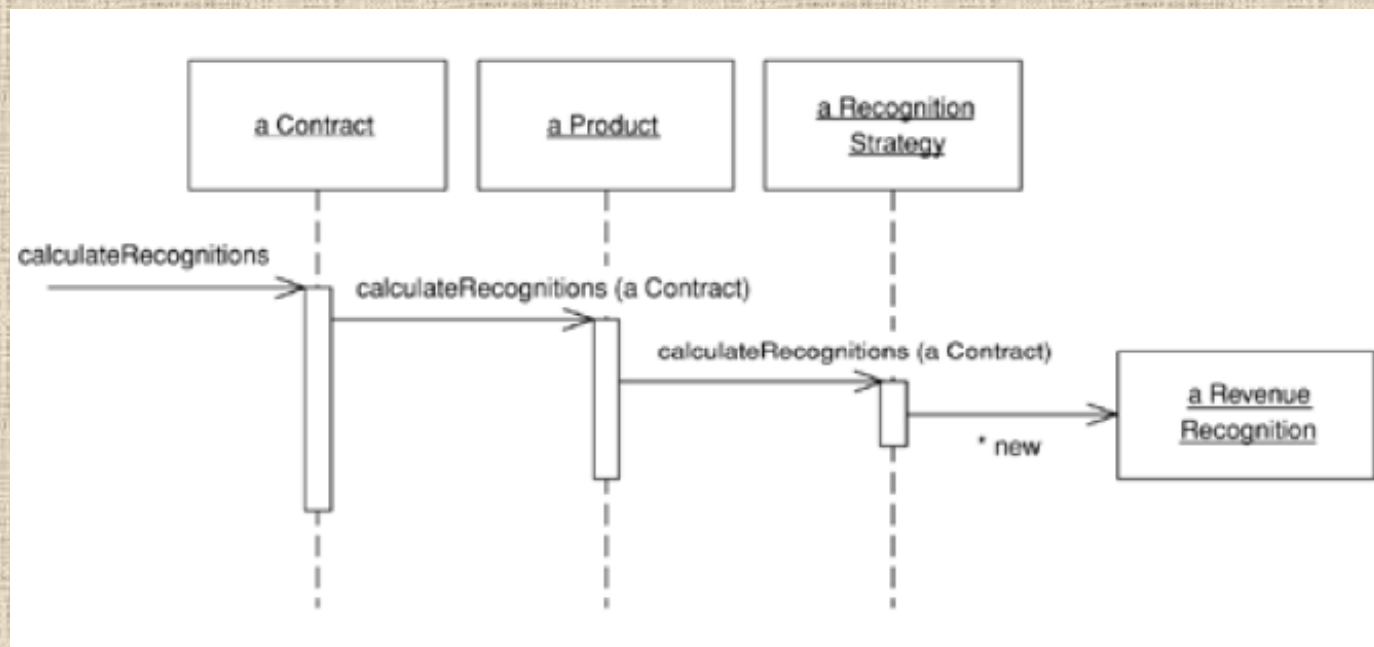 a Contract
a Product
a Recognition
Strategy
calculateRecognitions
calculateRecognitions (a Contract)
calculateRecognitions (a Contract)
a Revenue
Recognition
* new